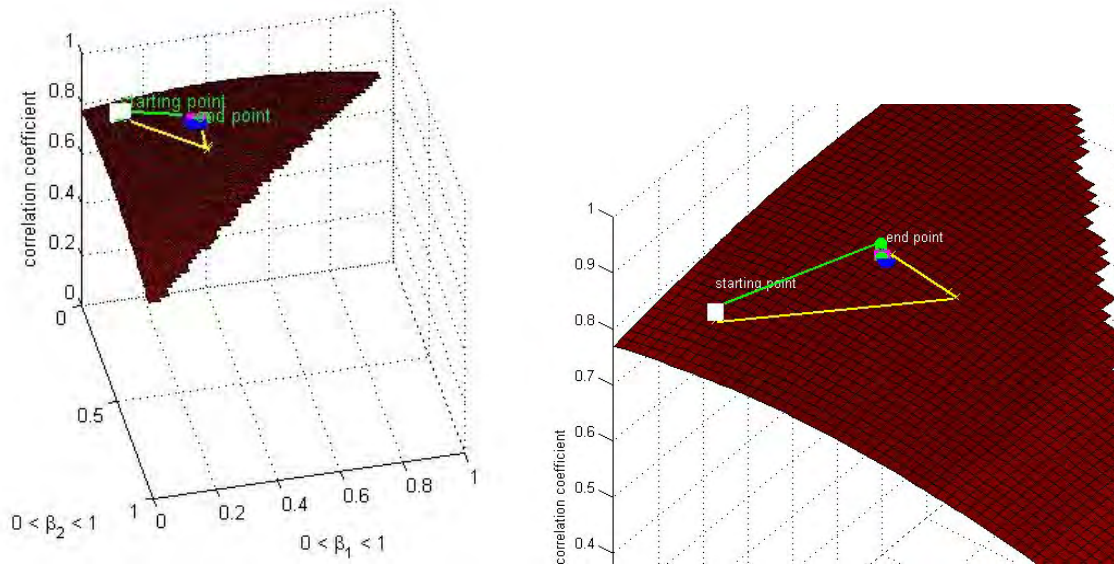 1
0.8
0.6
0.4
0.2
0
correlation coefficient
starting point
end point
0
0.5
1
0 < β₂ < 1
0
0.2
0.4
0.6
0.8
1
0 < β₁ < 1
1
0.9
0.8
0.7
0.6
0.5
0.4
correlation coefficient
end point
starting point